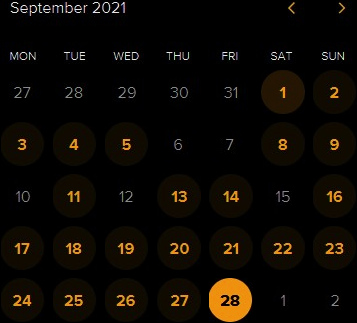 September 2021
MON TUE WED THU FRI SAT SUN
27 28 29 30 31 1 2
3 4 5 6 7 8 9
10 11 12 13 14 15 16
17 18 19 20 21 22 23
24 25 26 27 28 1 2